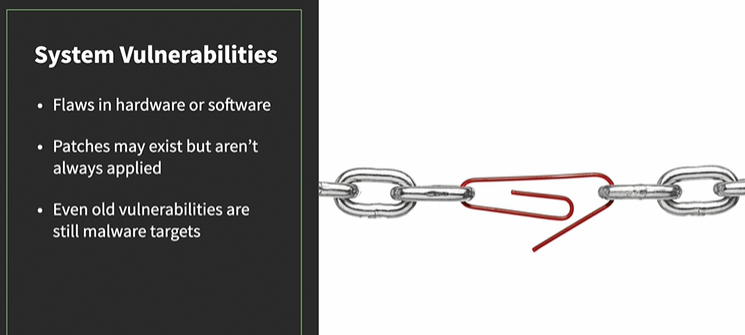 System Vulnerabilities
• Flaws in hardware or software
• Patches may exist but aren’t
always applied
• Even old vulnerabilities are
still malware targets